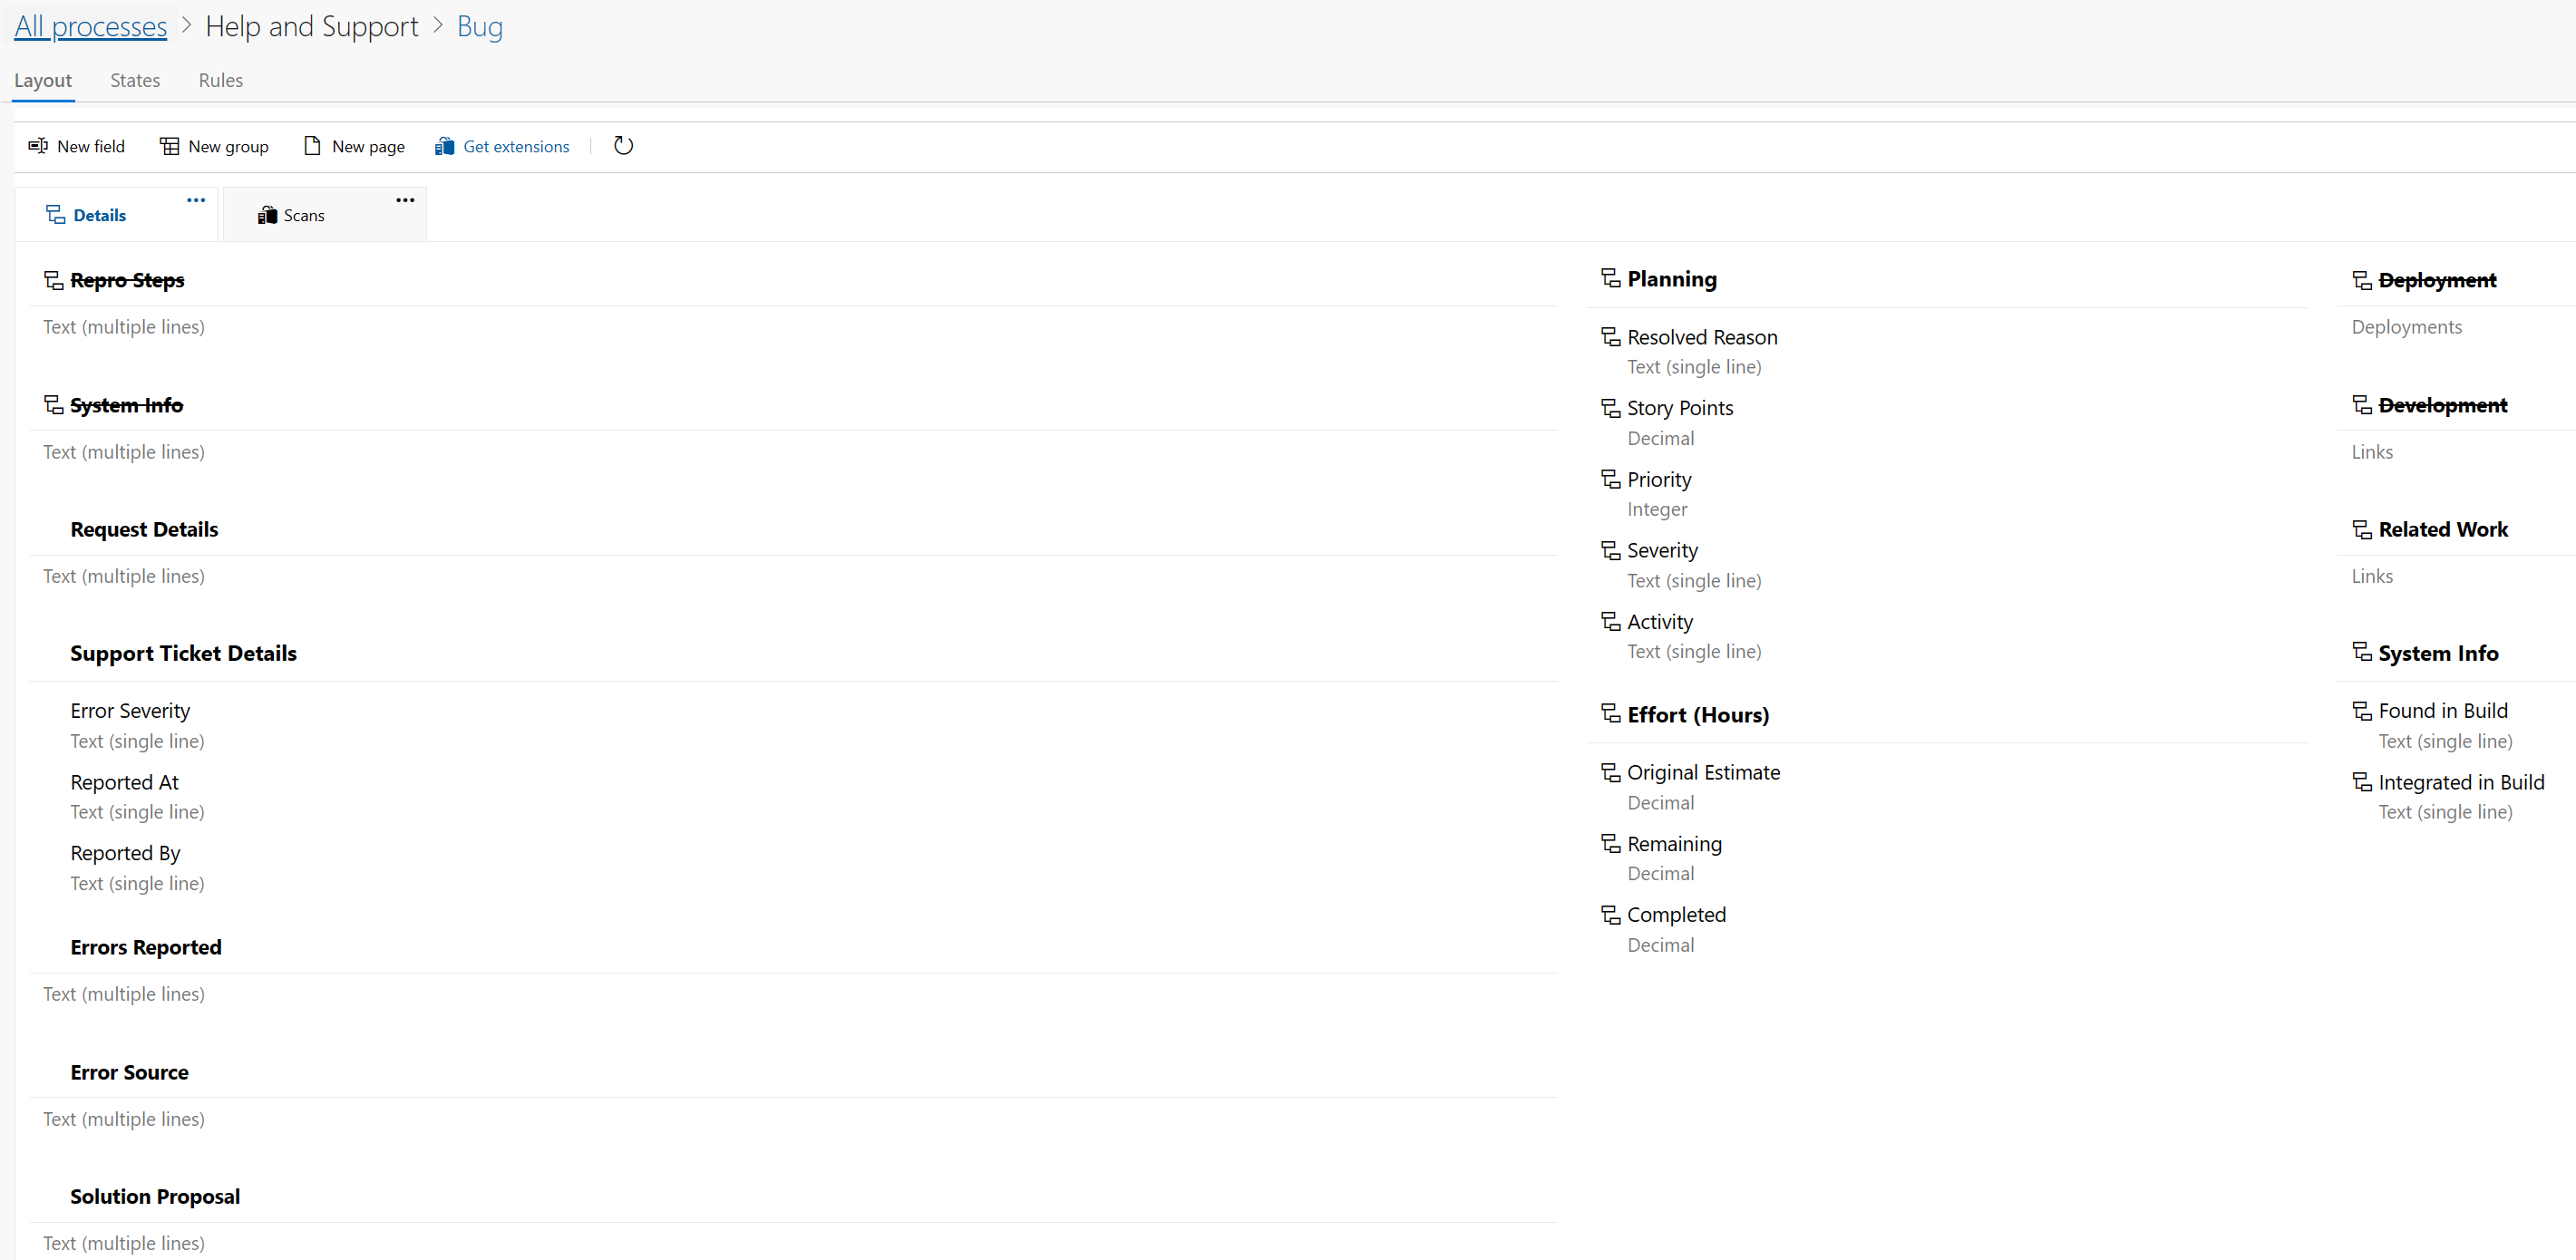 All processes > Help and Support > Bug
Layout States Rules
New field New group New page Get extensions
Details ... Scans ...
Repro Steps
Text (multiple lines)
System Info
Text (multiple lines)
Request Details
Text (multiple lines)
Support Ticket Details
Error Severity
Text (single line)
Reported At
Text (single line)
Reported By
Text (single line)
Errors Reported
Text (multiple lines)
Error Source
Text (multiple lines)
Solution Proposal
Text (multiple lines)
Planning
Resolved Reason
Text (single line)
Story Points
Decimal
Priority
Integer
Severity
Text (single line)
Activity
Text (single line)
Effort (Hours)
Original Estimate
Decimal
Remaining
Decimal
Completed
Decimal
Deployment
Deployments
Development
Links
Related Work
Links
System Info
Found in Build
Text (single line)
Integrated in Build
Text (single line)